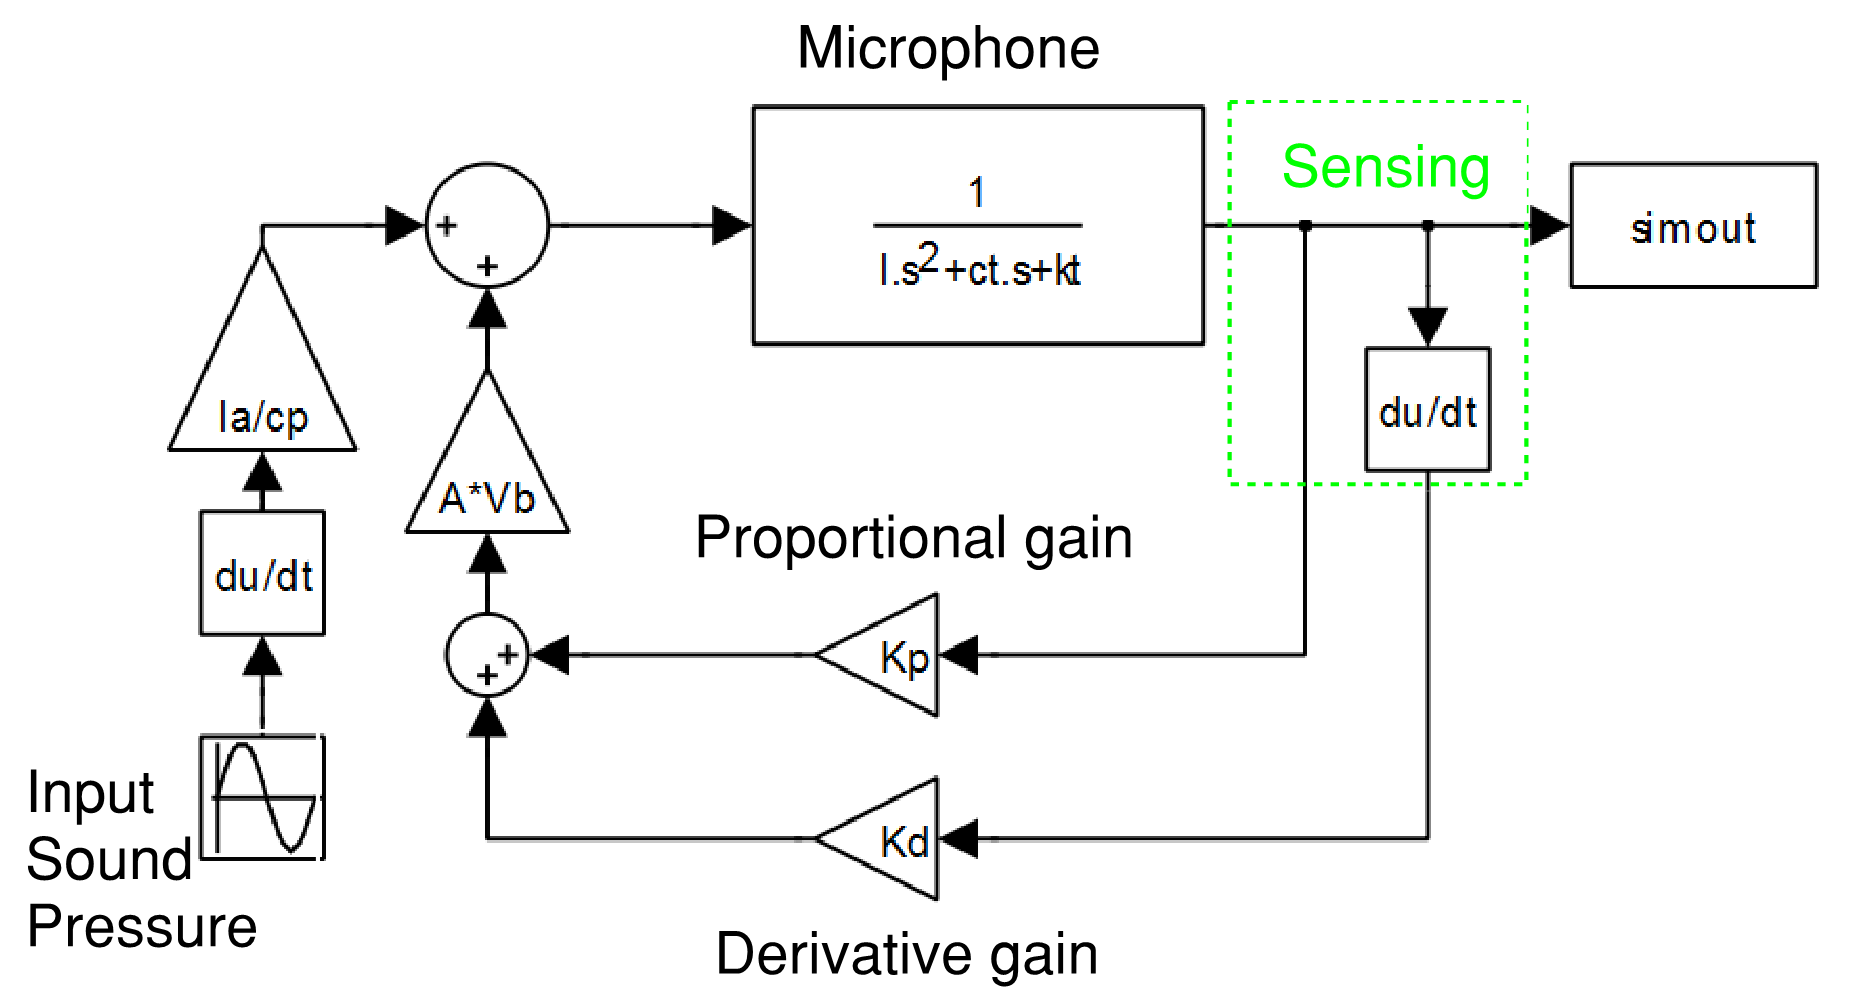 Microphone
Sensing
1
I.s²+ct.s+kt
+
+
simout
Ia/cp
du/dt
A*Vb
Proportional gain
du/dt
+
+
Kp
Input
Sound
Pressure
Kd
Derivative gain